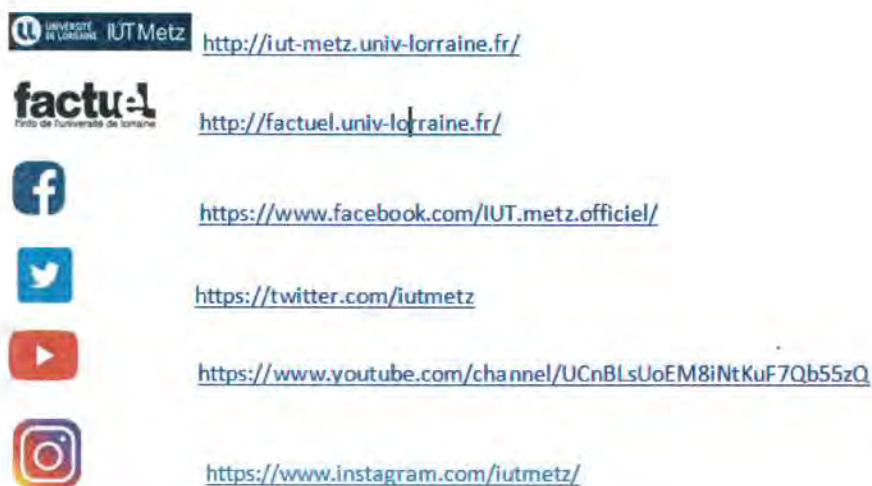 UNIVERSITÉ DE LORRAINE IUT Metz http://iut-metz.univ-lorraine.fr/
factuel
l'info de l'université de lorraine
http://factuel.univ-lorraine.fr/
https://www.facebook.com/IUT.metz.officiel/
https://twitter.com/iutmetz
https://www.youtube.com/channel/UCnBLsUoEM8iNtKuF7Qb55zQ
https://www.instagram.com/iutmetz/